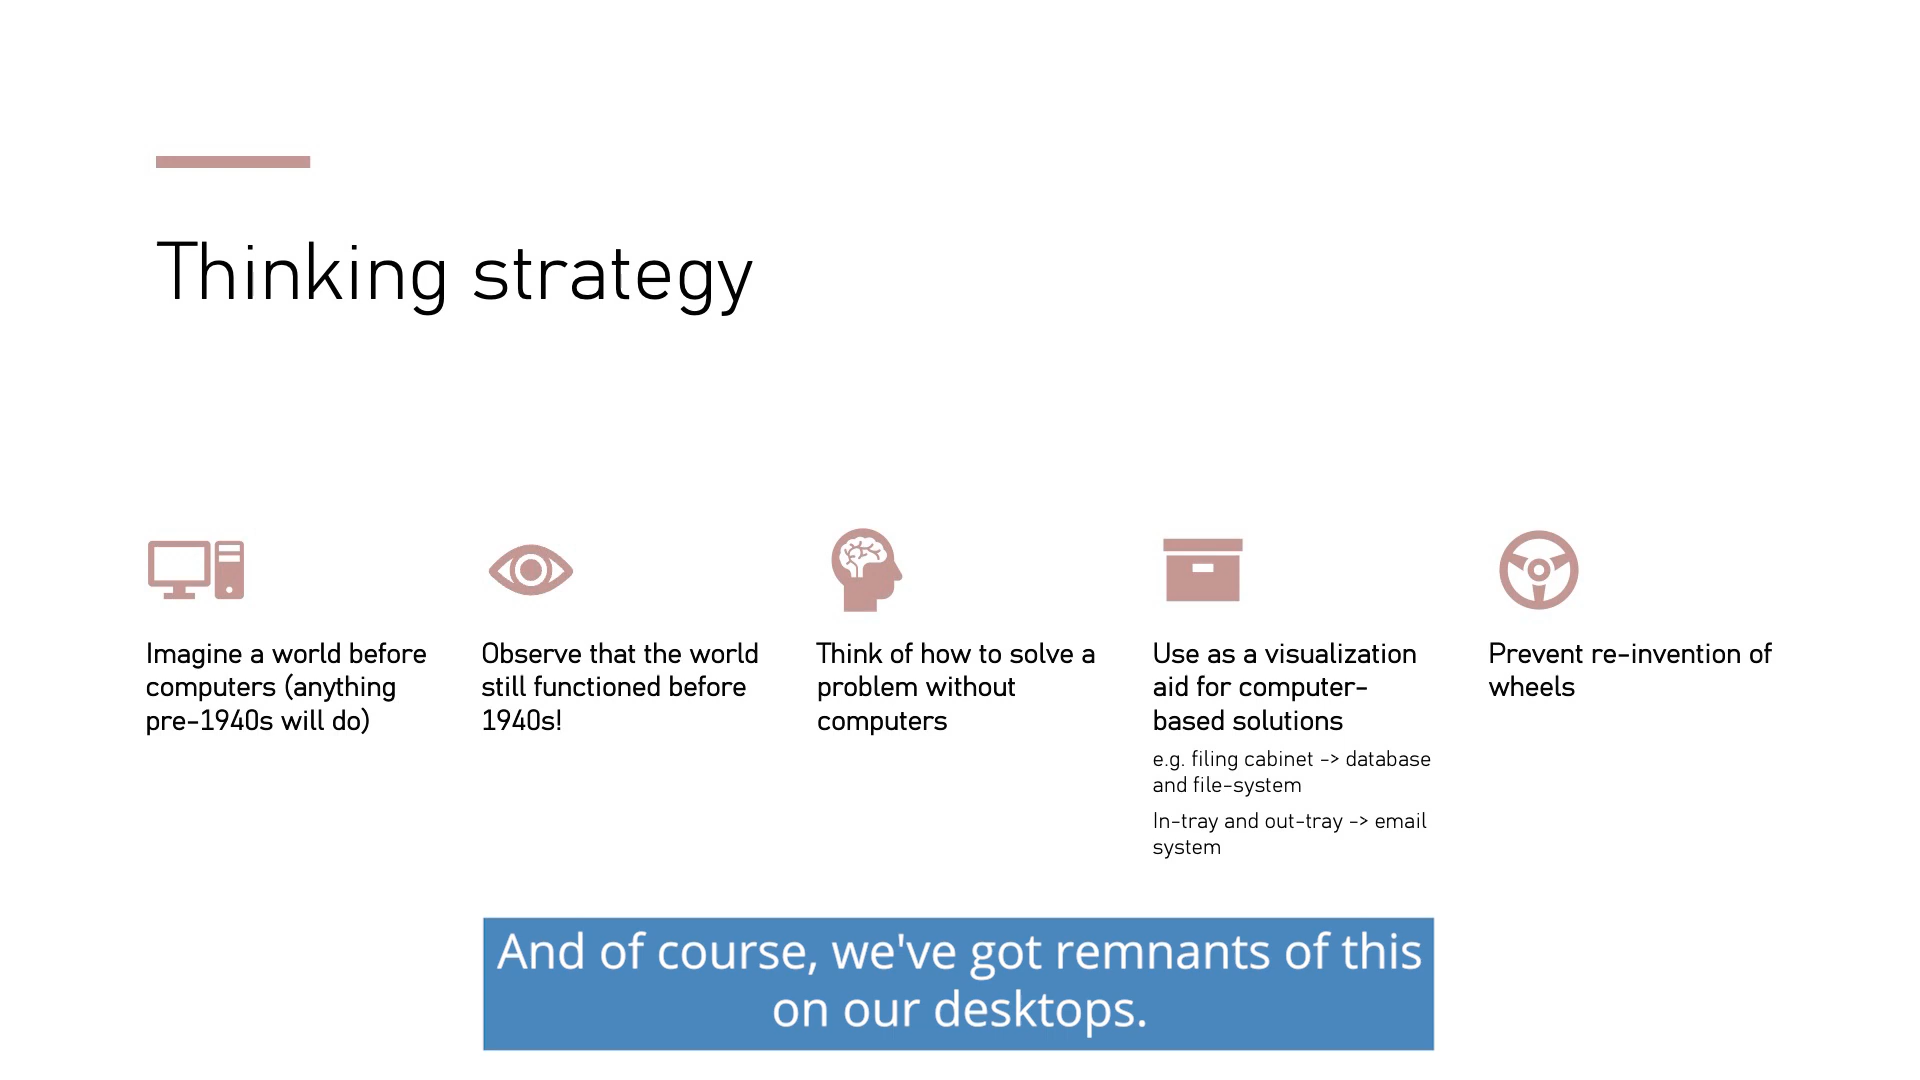 Thinking strategy
Imagine a world before
computers (anything
pre-1940s will do)
Observe that the world
still functioned before
1940s!
Think of how to solve a
problem without
computers
Use as a visualization
aid for computer-
based solutions
e.g. filing cabinet -> database
and file-system
In-tray and out-tray -> email
system
Prevent re-invention of
wheels
And of course, we've got remnants of this
on our desktops.